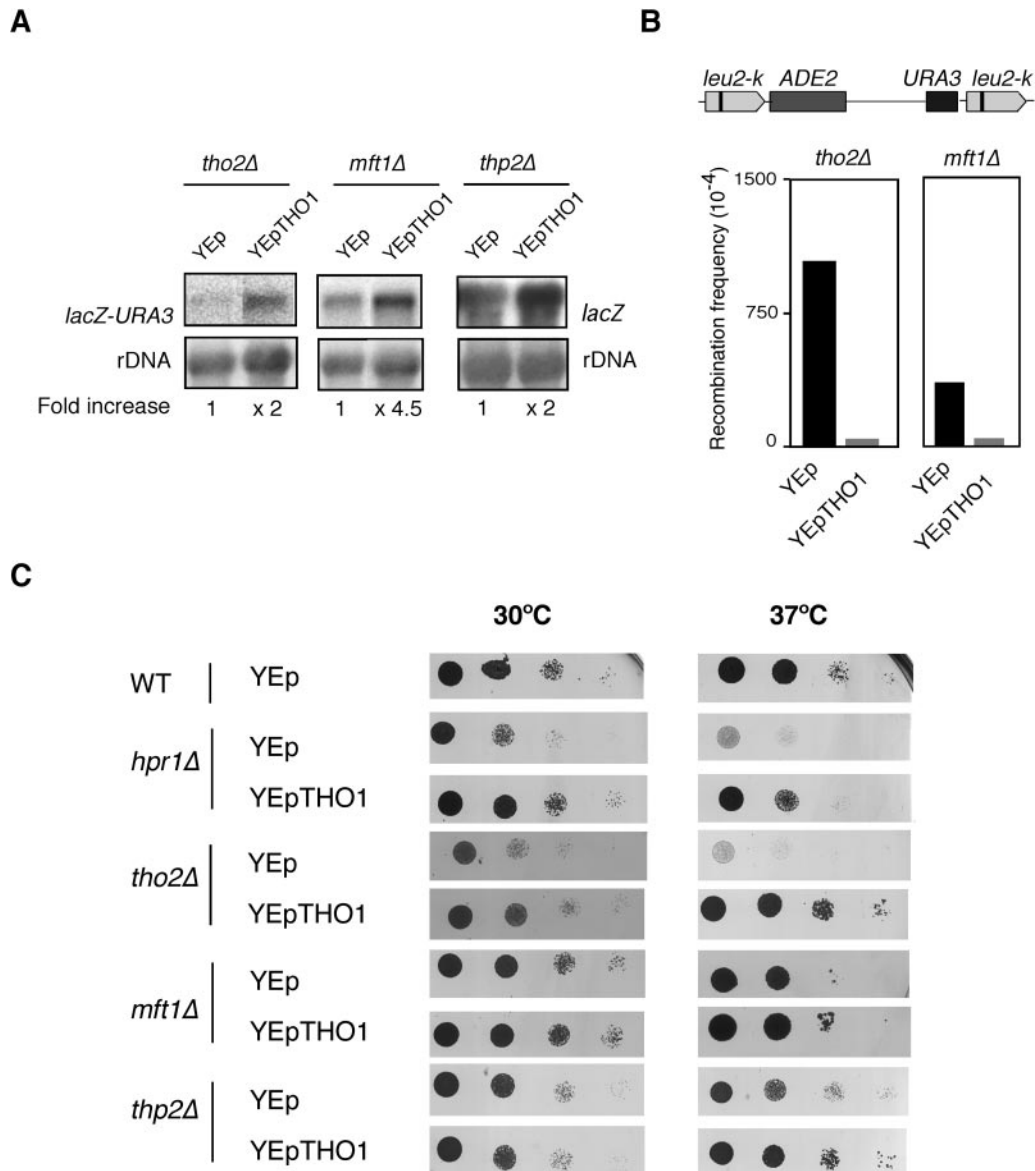 A
tho2Δ mft1Δ thp2Δ
YEp YEpTHO1 YEp YEpTHO1 YEp YEpTHO1
lacZ-URA3 lacZ
rDNA rDNA
Fold increase 1 x 2 1 x 4.5 1 x 2
B
leu2-k ADE2 URA3 leu2-k
tho2Δ mft1Δ
Recombination frequency (10-4)
1500
750
0
YEp YEpTHO1 YEp YEpTHO1
C
30ºC 37ºC
WT YEp
hpr1Δ YEp
YEpTHO1
tho2Δ YEp
YEpTHO1
mft1Δ YEp
YEpTHO1
thp2Δ YEp
YEpTHO1